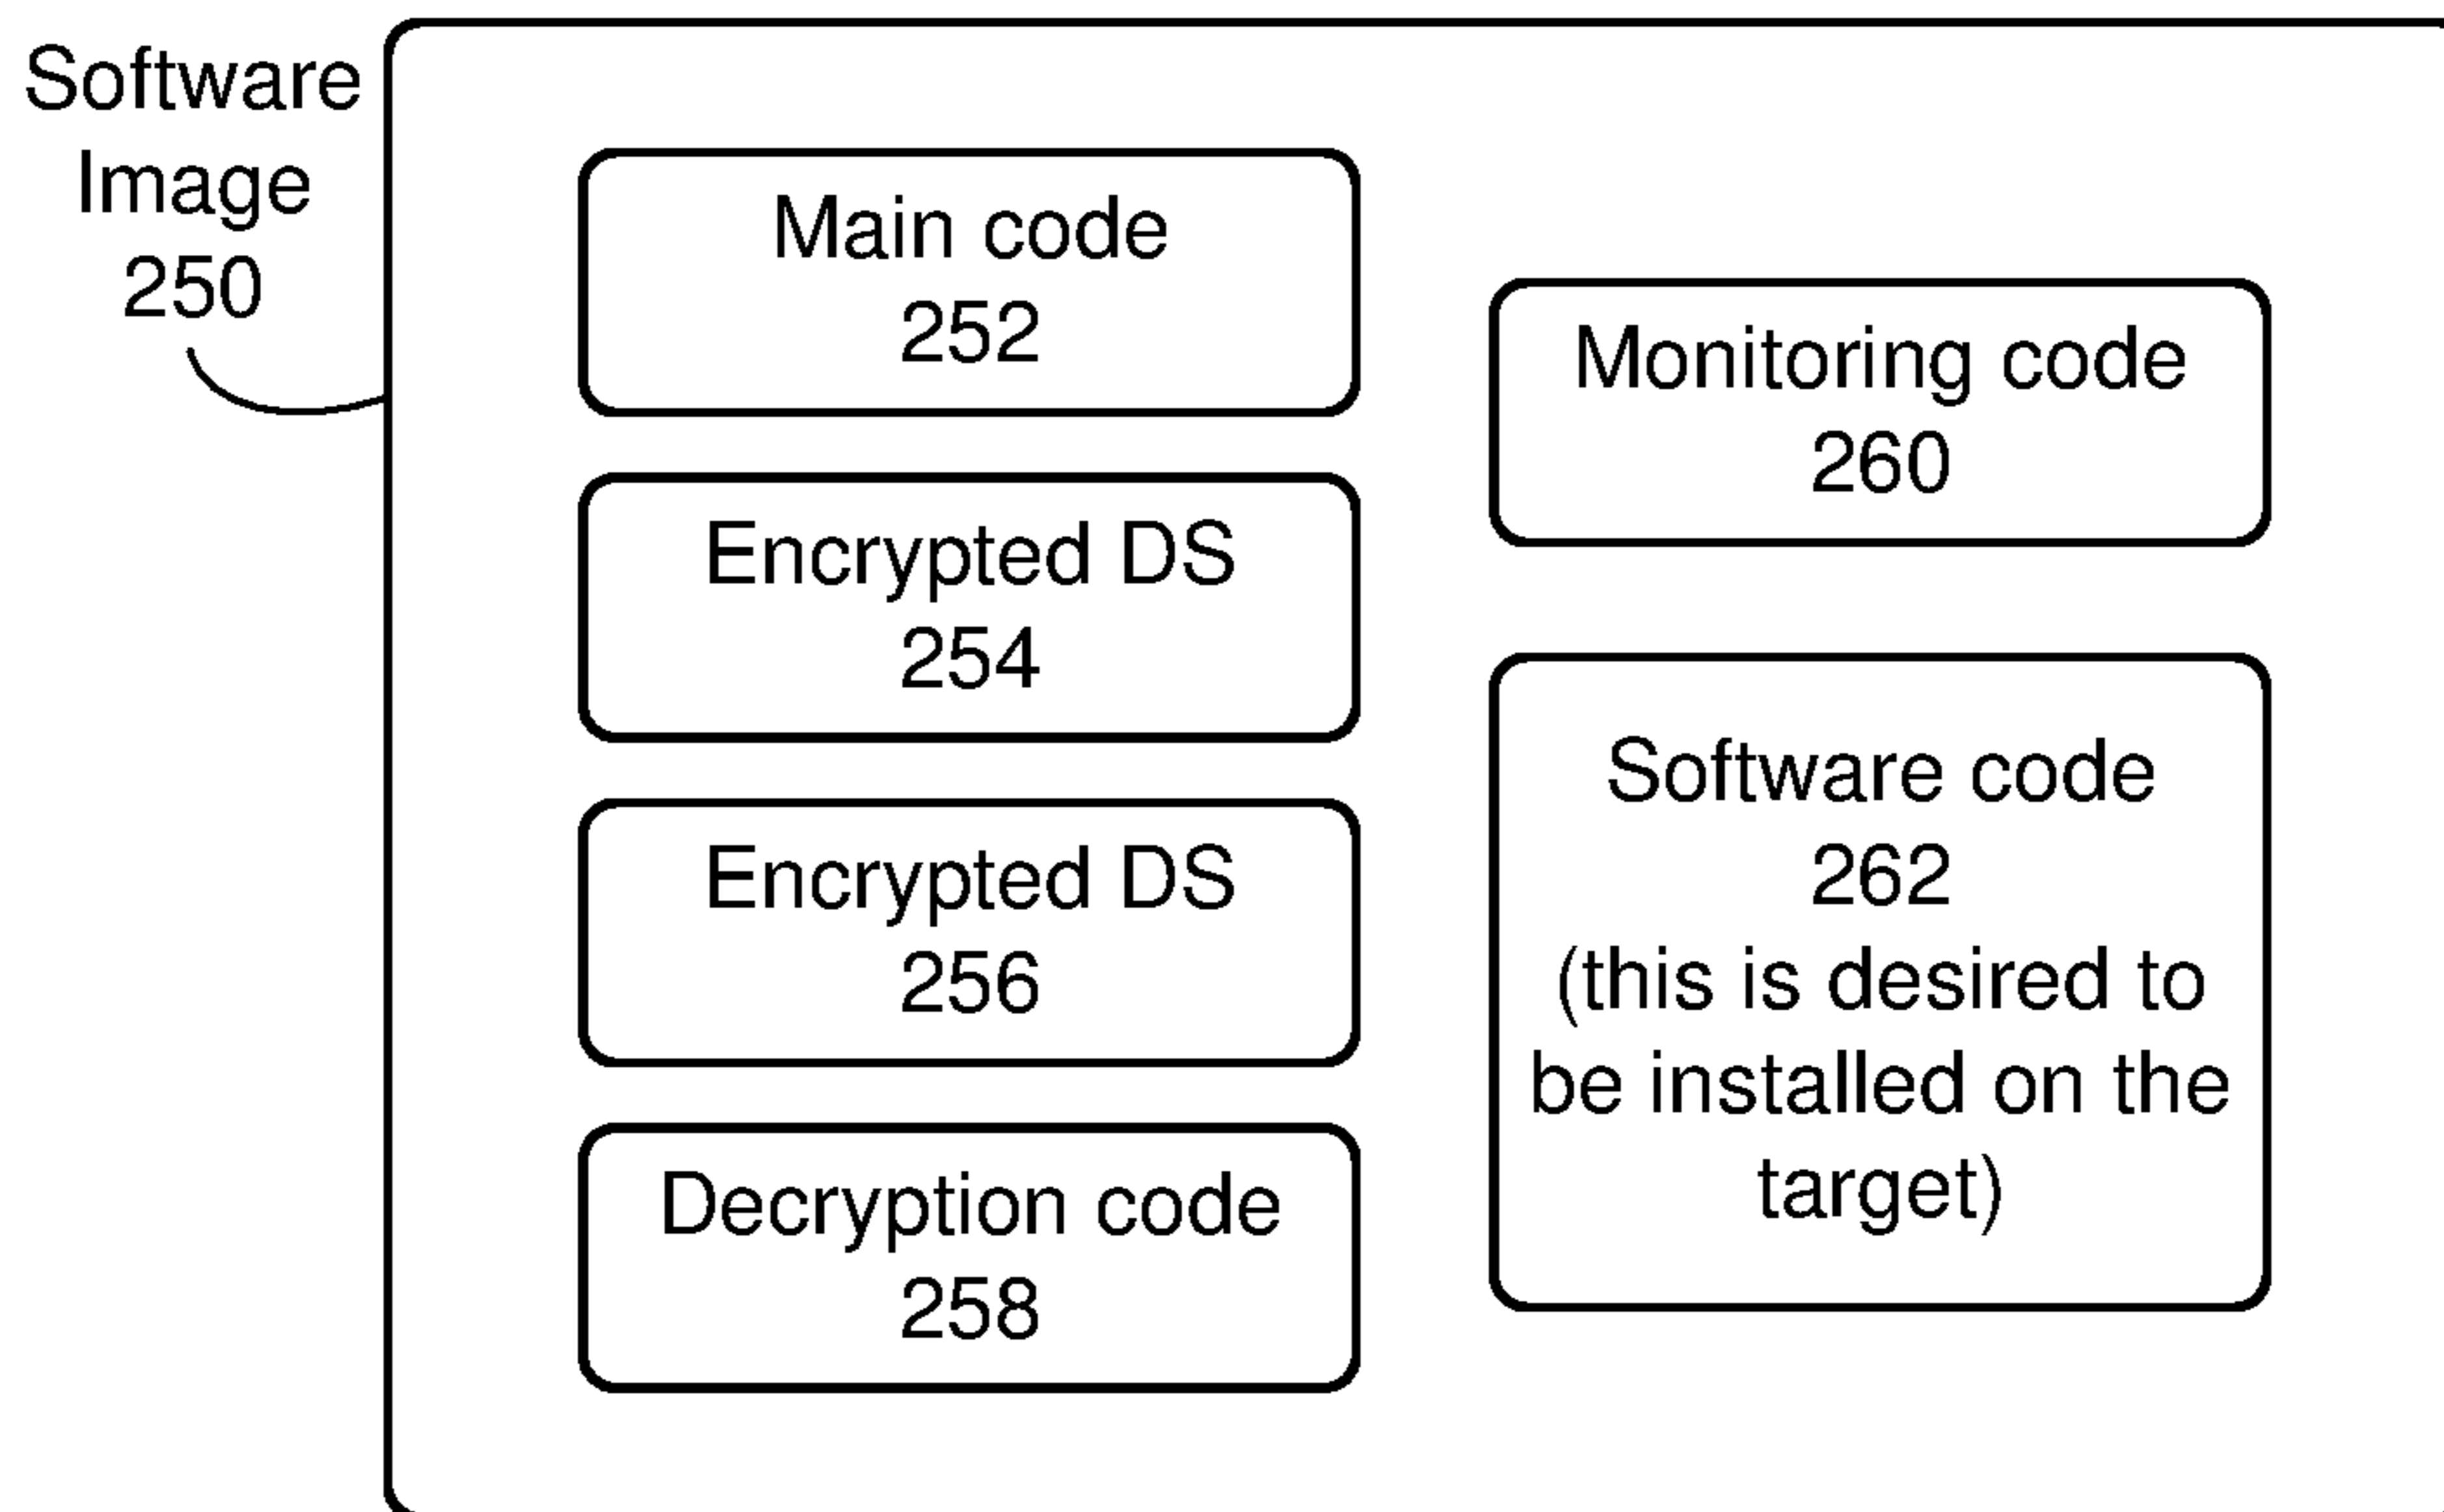 Software
Image
250
Main code
252
Encrypted DS
254
Encrypted DS
256
Decryption code
258
Monitoring code
260
Software code
262
(this is desired to
be installed on the
target)